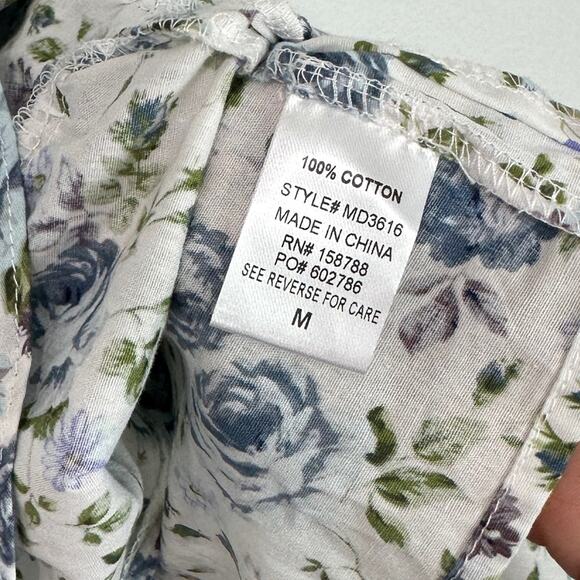 100% COTTON
STYLE# MD3616
MADE IN CHINA
RN# 158788
PO# 602786
SEE REVERSE FOR CARE
M